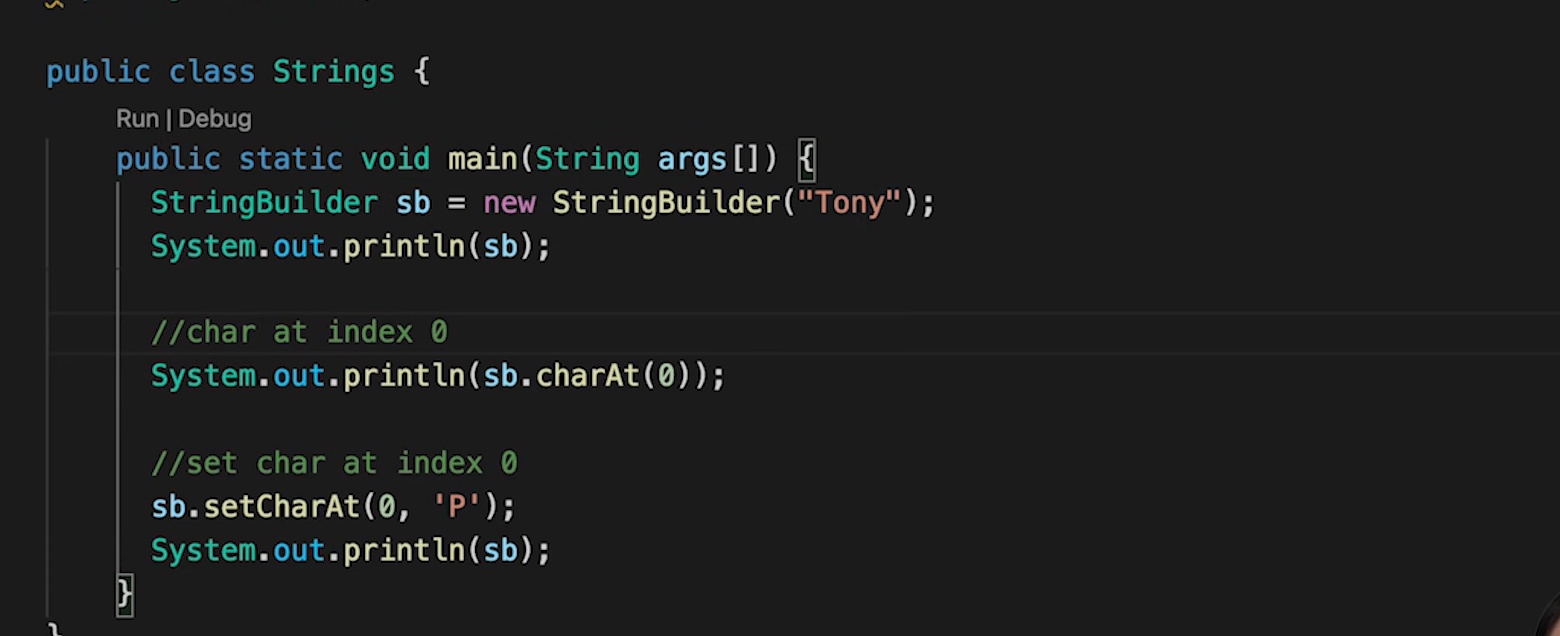 public class Strings {
Run | Debug
public static void main(String args[]) {
StringBuilder sb = new StringBuilder("Tony");
System.out.println(sb);
//char at index 0
System.out.println(sb.charAt(0));
//set char at index 0
sb.setCharAt(0, 'P');
System.out.println(sb);
}
}